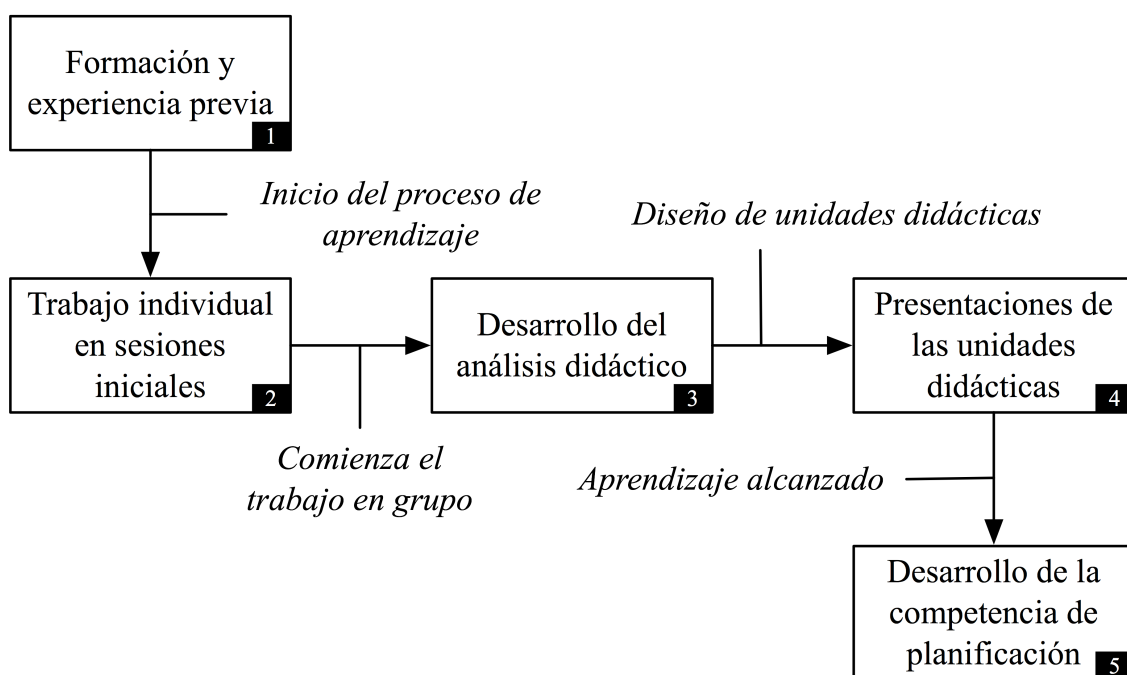 Formación y
experiencia previa
1
Inicio del proceso de
aprendizaje
Trabajo individual
en sesiones
iniciales
2
Comienza el
trabajo en grupo
Desarrollo del
análisis didáctico
3
Diseño de unidades didácticas
Presentaciones de
las unidades
didácticas
4
Aprendizaje alcanzado
Desarrollo de la
competencia de
planificación
5